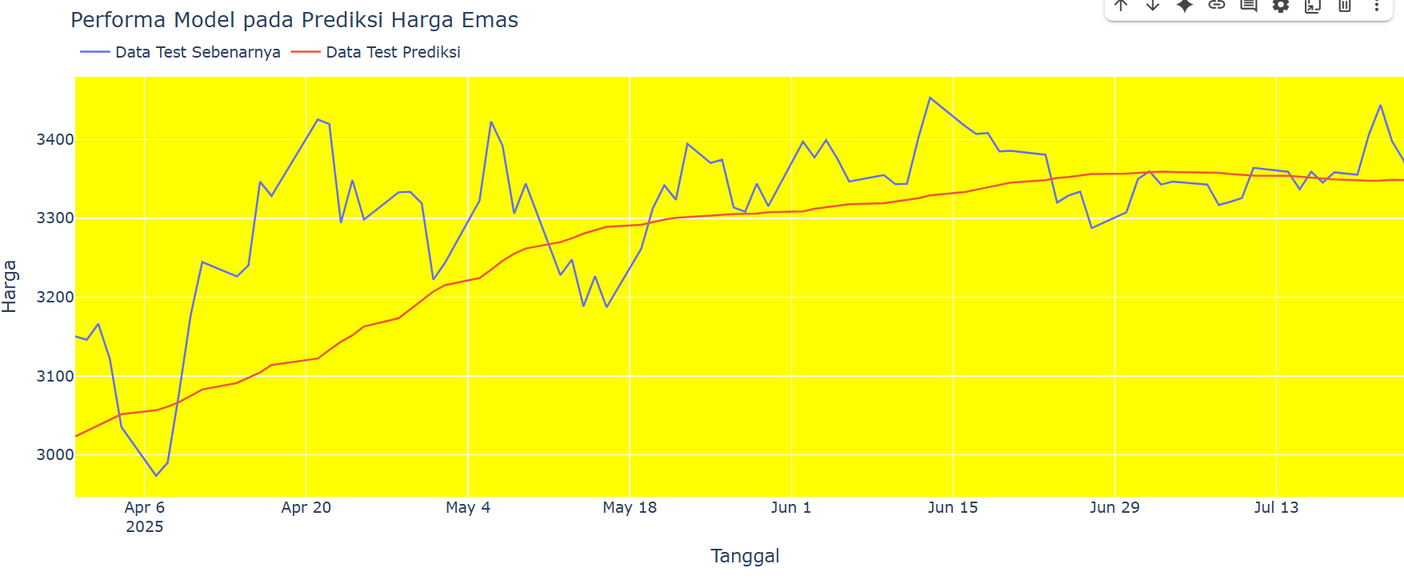 Performa Model pada Prediksi Harga Emas
Data Test Sebenarnya Data Test Prediksi
3400
3300
3200
3100
3000
Harga
Apr 6 Apr 20 May 4 May 18 Jun 1 Jun 15 Jun 29 Jul 13
2025
Tanggal